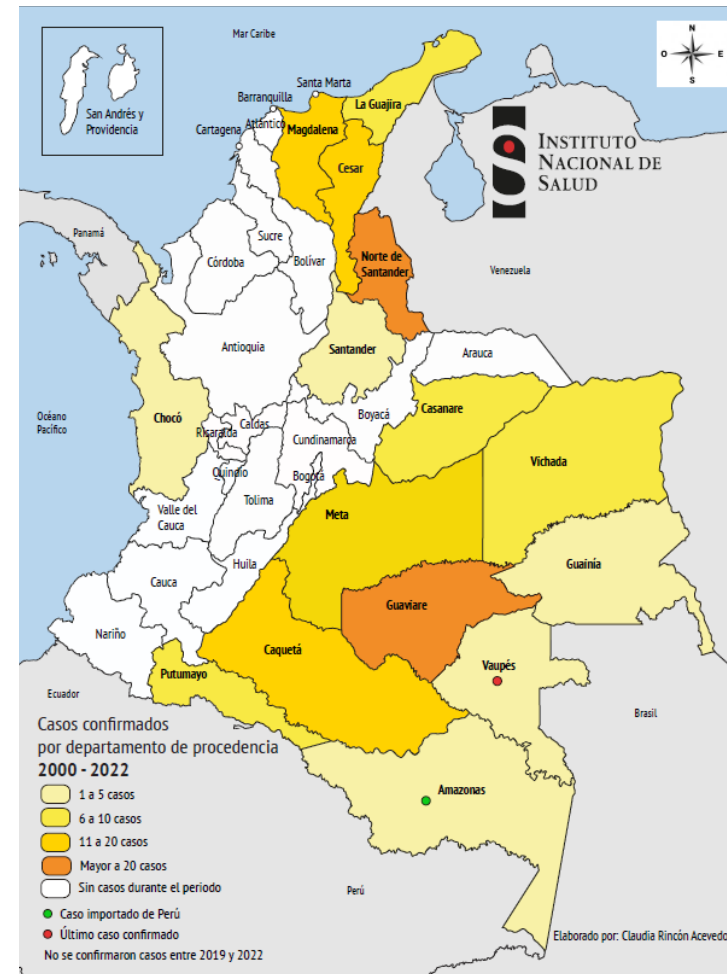 Mar Caribe
N
O
E
S
San Andrés y
Providencia
Santa Marta
Barranquilla
La Guajira
Atlántico
Cartagena
Magdalena
Cesar
INSTITUTO
NACIONAL DE
SALUD
Panamá
Sucre
Córdoba
Bolívar
Norte de
Santander
Venezuela
Antioquia
Santander
Arauca
Océano
Pacífico
Chocó
Boyacá
Casanare
Caldas
Risaralda
Cundinamarca
Vichada
Quindio
Bogotá
Valle del
Cauca
Tolima
Meta
Huila
Guainía
Cauca
Guaviare
Nariño
Caquetá
Vaupés
Putumayo
Ecuador
Brasil
Casos confirmados
por departamento de procedencia
2000 - 2022
1 a 5 casos
6 a 10 casos
11 a 20 casos
Mayor a 20 casos
Sin casos durante el periodo
Caso importado de Perú
Último caso confirmado
No se confirmaron casos entre 2019 y 2022
Amazonas
Perú
Elaborado por: Claudia Rincón Acevedo